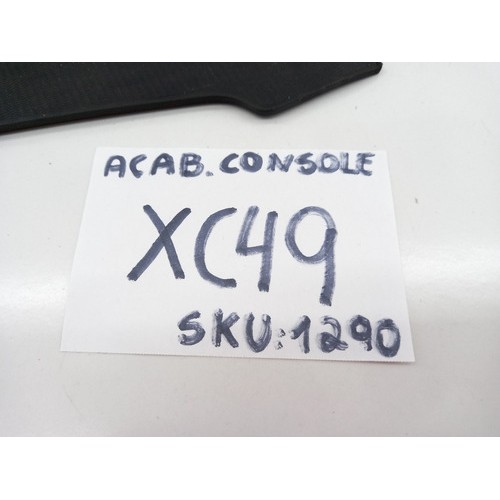 ACAB. CONSOLE
XC49
SKU:1290